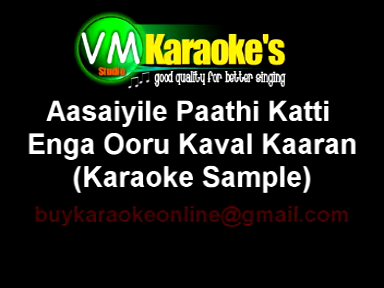 VM Karaoke's
Studio
good quality for better singing
Aasaiyile Paathi Katti
Enga Ooru Kaval Kaaran
(Karaoke Sample)
buykaraokeonline@gmail.com